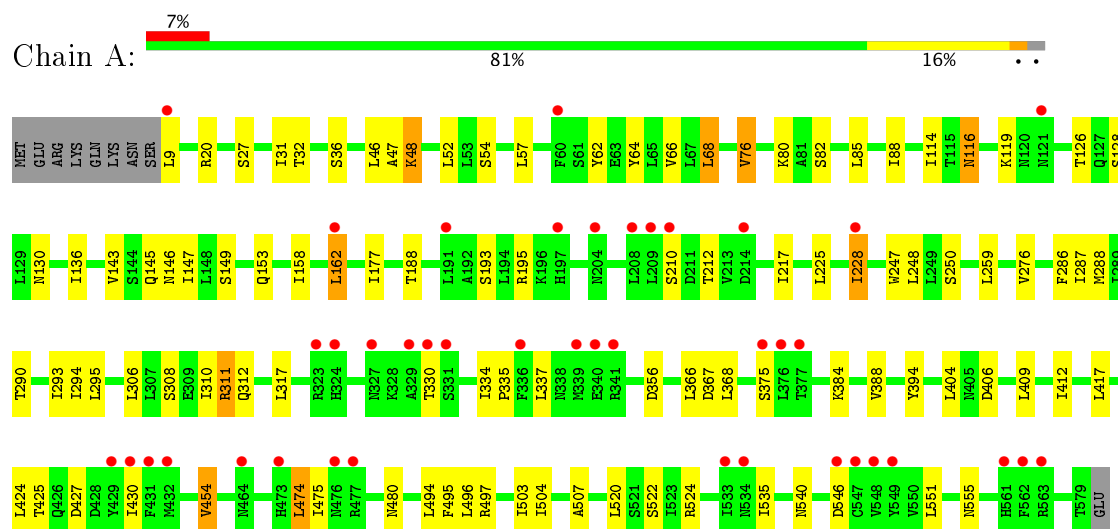 7%
Chain A:
81% 16% • •
MET GLU ARG LYS GLN LYS ASN SER L9 R20 S27 I31 T32 S36 L46 A47 K48 L52 L53 S54 L57 F60 S61 Y62 E63 Y64 L65 V66 L67 L68 V76 K80 A81 S82 L85 I88 I114 T115 N116 K119 N120 N121 T126 Q127 S128
L129 N130 I136 V143 S144 Q145 N146 I147 L148 S149 Q153 I158 L162 I177 T188 L191 A192 S193 L194 R195 K196 H197 N204 L208 L209 S210 D211 T212 V213 D214 I217 L225 I228 W247 L248 L249 S250 L259 V276 F286 I287 M288
T290 I293 I294 L295 L306 L307 S308 E309 I310 R311 Q312 L317 R323 H324 N327 K328 A329 T330 S331 I334 P335 F336 L337 N338 M339 E340 R341 D356 L366 D367 L368 S375 L376 T377 K384 V388 Y394 L404 N405 D406 L409 I412 L417
L424 T425 Q426 D427 D428 Y429 I430 F431 M432 V454 N464 H473 L474 I475 N476 R477 N480 L494 F495 L496 R497 I503 I504 A507 L520 S521 S522 I523 R524 I533 N534 I535 N540 D546 C547 V548 Y549 V550 L551 N555 H561 F562 R563 T579 GLU